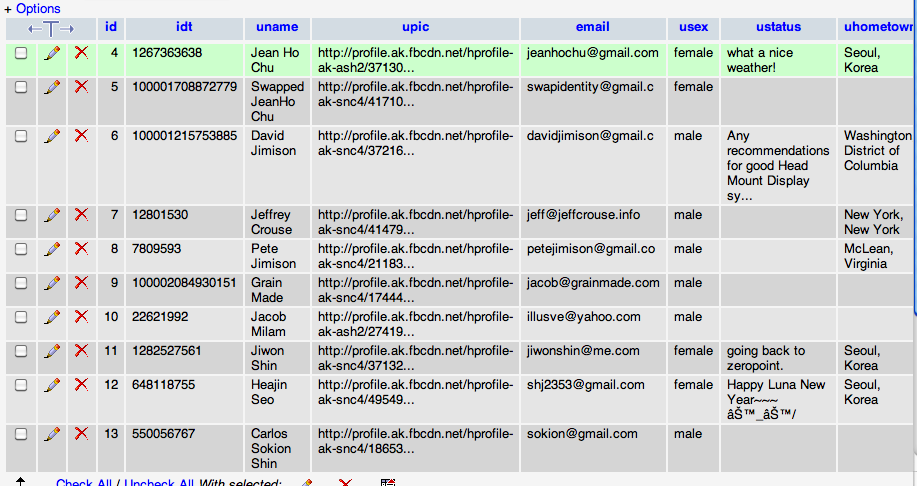 + Options
←T→ id idt uname upic email usex ustatus uhometown
4 1267363638 Jean Ho Chu http://profile.ak.fbcdn.net/hprofile-ak-ash2/37130... jeanhochu@gmail.com female what a nice weather! Seoul, Korea
5 100001708872779 Swapped JeanHo Chu http://profile.ak.fbcdn.net/hprofile-ak-snc4/41710... swapidentity@gmail.c female
6 100001215753885 David Jimison http://profile.ak.fbcdn.net/hprofile-ak-snc4/37216... davidjimison@gmail.c male Any recommendations for good Head Mount Display sy... Washington District of Columbia
7 12801530 Jeffrey Crouse http://profile.ak.fbcdn.net/hprofile-ak-snc4/41479... jeff@jeffcrouse.info male New York, New York
8 7809593 Pete Jimison http://profile.ak.fbcdn.net/hprofile-ak-snc4/21183... petejimison@gmail.co male McLean, Virginia
9 100002084930151 Grain Made http://profile.ak.fbcdn.net/hprofile-ak-snc4/17444... jacob@grainmade.com male
10 22621992 Jacob Milam http://profile.ak.fbcdn.net/hprofile-ak-ash2/27419... illusve@yahoo.com male
11 1282527561 Jiwon Shin http://profile.ak.fbcdn.net/hprofile-ak-snc4/37132... jiwonshin@me.com female going back to zeropoint. Seoul, Korea
12 648118755 Heajin Seo http://profile.ak.fbcdn.net/hprofile-ak-snc4/49549... shj2353@gmail.com female Happy Luna New Year~~~ âŠ™_âŠ™/ Seoul, Korea
13 550056767 Carlos Sokion Shin http://profile.ak.fbcdn.net/hprofile-ak-snc4/18653... sokion@gmail.com male
Check All / Uncheck All With selected: